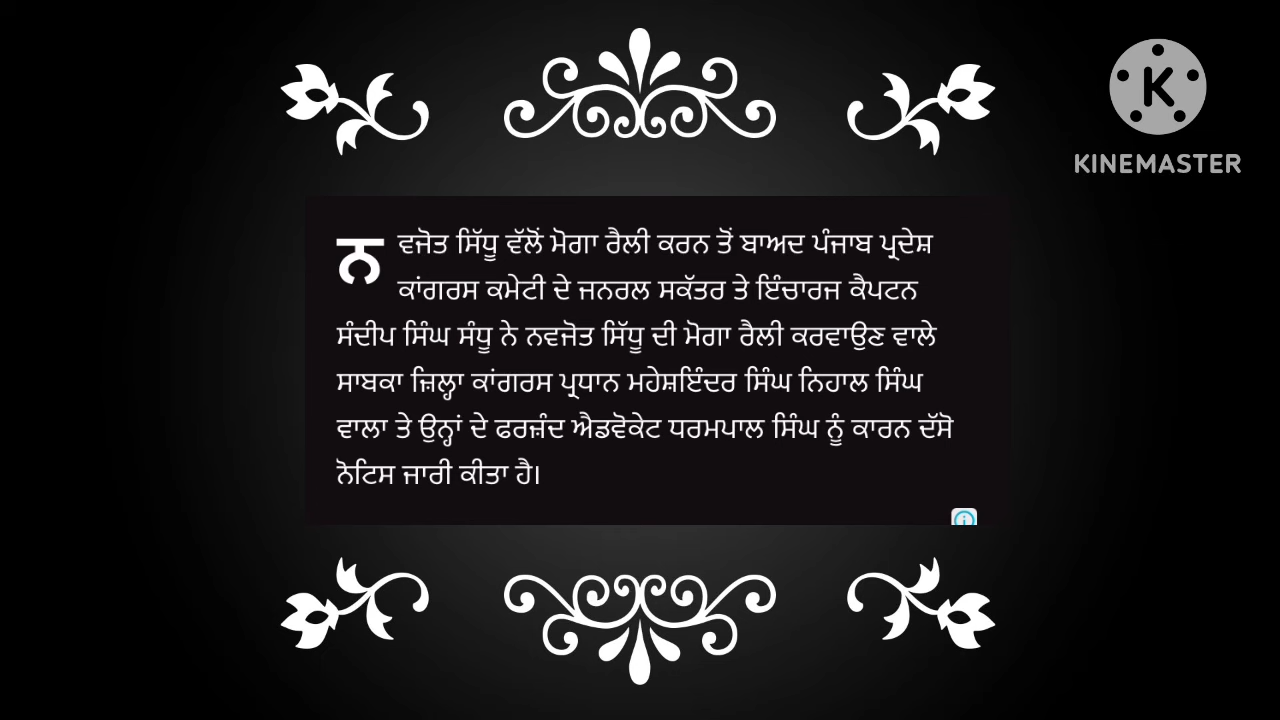 KINEMASTER
ਨਵਜੋਤ ਸਿੱਧੂ ਵੱਲੋਂ ਮੋਗਾ ਰੈਲੀ ਕਰਨ ਤੋਂ ਬਾਅਦ ਪੰਜਾਬ ਪ੍ਰਦੇਸ਼
ਕਾਂਗਰਸ ਕਮੇਟੀ ਦੇ ਜਨਰਲ ਸਕੱਤਰ ਤੇ ਇੰਚਾਰਜ ਕੈਪਟਨ
ਸੰਦੀਪ ਸਿੰਘ ਸੰਧੂ ਨੇ ਨਵਜੋਤ ਸਿੱਧੂ ਦੀ ਮੋਗਾ ਰੈਲੀ ਕਰਵਾਉਣ ਵਾਲੇ
ਸਾਬਕਾ ਜ਼ਿਲ੍ਹਾ ਕਾਂਗਰਸ ਪ੍ਰਧਾਨ ਮਹੇਸ਼ਇੰਦਰ ਸਿੰਘ ਨਿਹਾਲ ਸਿੰਘ
ਵਾਲਾ ਤੇ ਉਨ੍ਹਾਂ ਦੇ ਫਰਜ਼ੰਦ ਐਡਵੋਕੇਟ ਧਰਮਪਾਲ ਸਿੰਘ ਨੂੰ ਕਾਰਨ ਦੱਸੋ
ਨੋਟਿਸ ਜਾਰੀ ਕੀਤਾ ਹੈ।